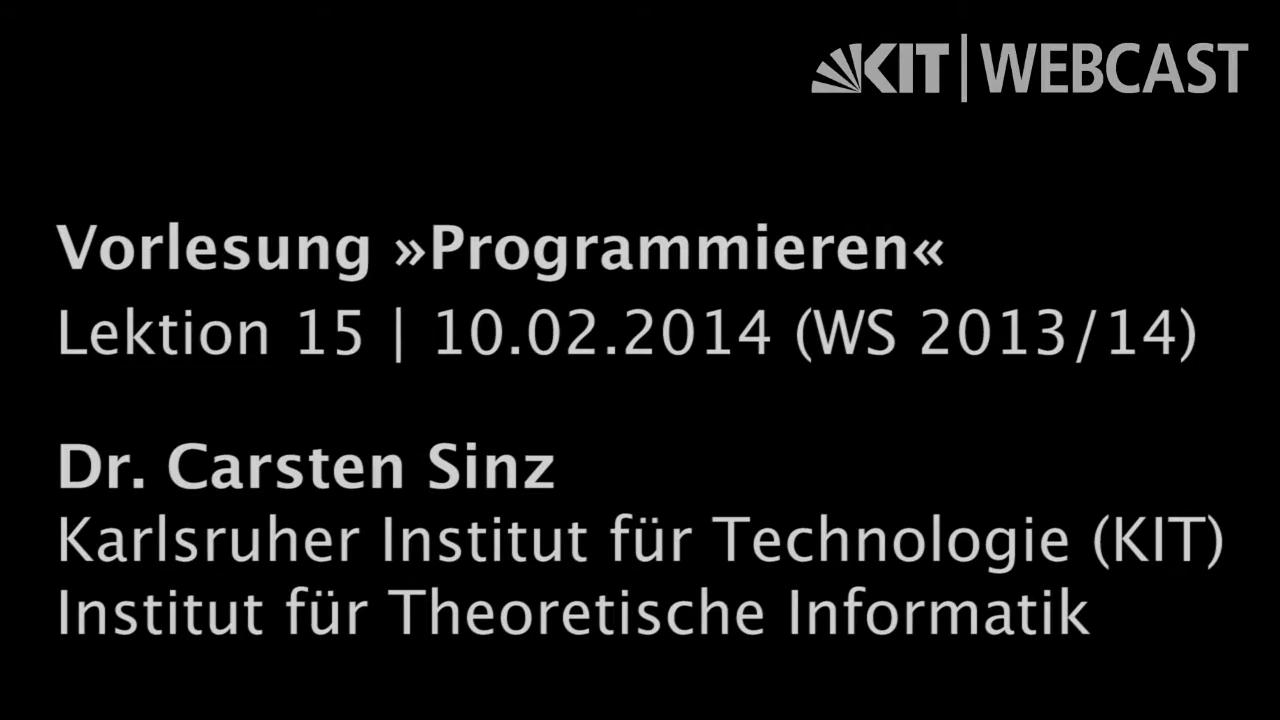 KIT | WEBCAST
Vorlesung »Programmieren«
Lektion 15 | 10.02.2014 (WS 2013/14)
Dr. Carsten Sinz
Karlsruher Institut für Technologie (KIT)
Institut für Theoretische Informatik